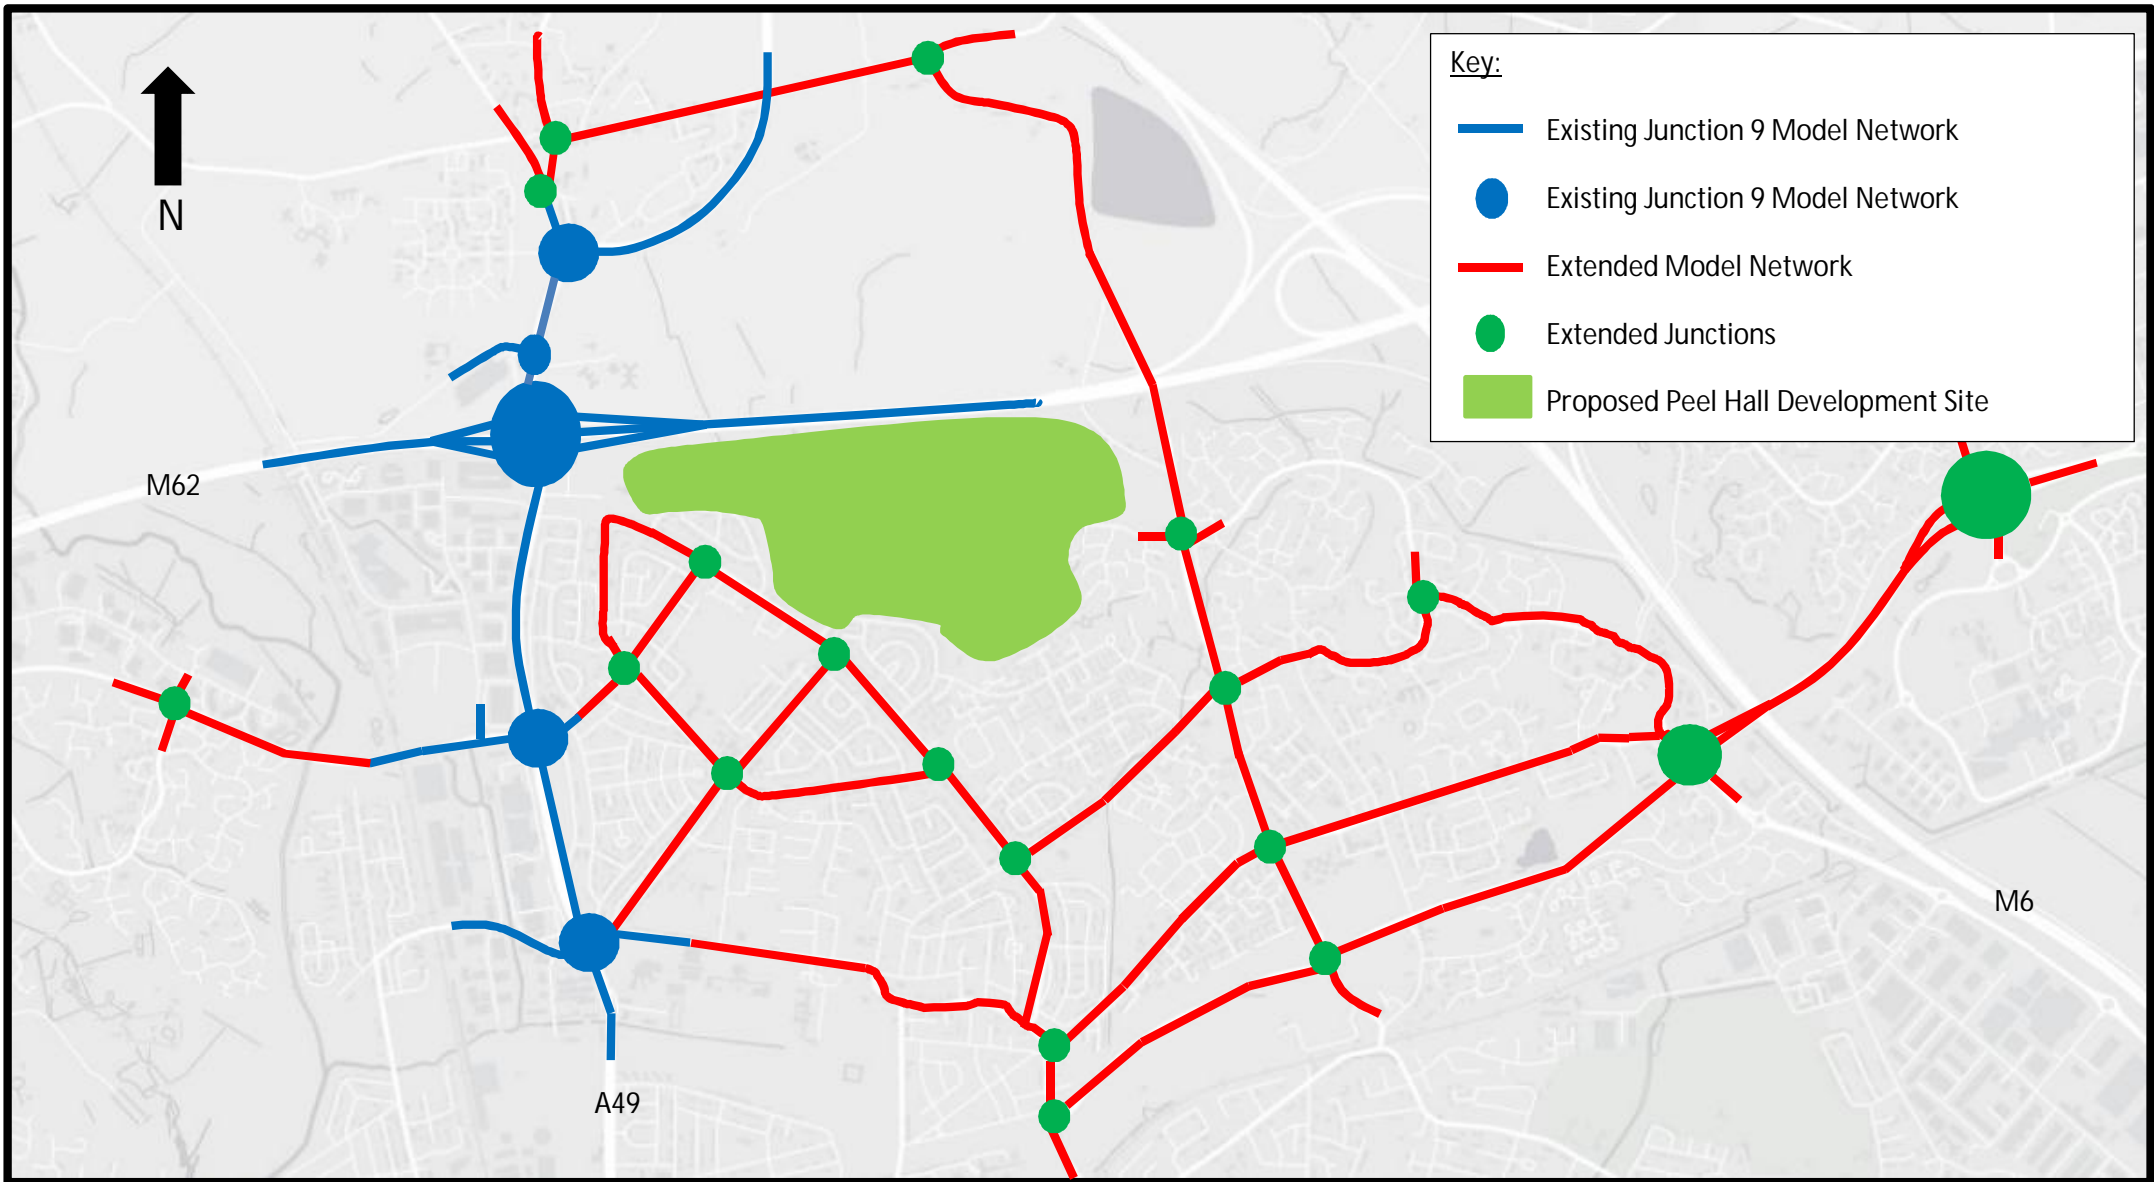 Key:
Existing Junction 9 Model Network
Existing Junction 9 Model Network
Extended Model Network
Extended Junctions
Proposed Peel Hall Development Site
N
M62
M6
A49